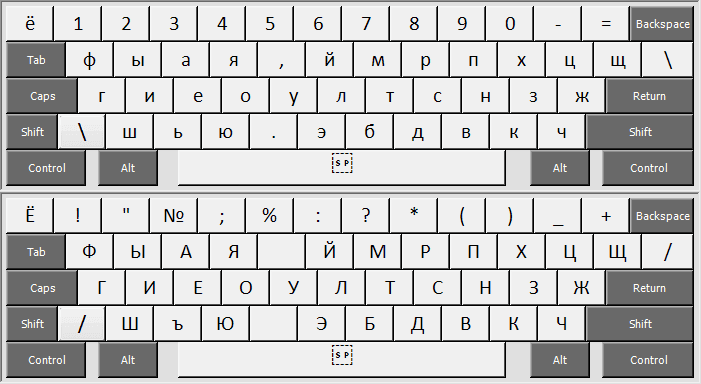 ё 1 2 3 4 5 6 7 8 9 0 - = Backspace
Tab ф ы а я , й м р п х ц щ \
Caps г и е о у л т с н з ж Return
Shift \ ш ь ю . э б д в к ч Shift
Control Alt SP Alt Control
Ё ! " № ; % : ? * ( ) _ + Backspace
Tab Ф Ы А Я Й М Р П Х Ц Щ /
Caps Г И Е О У Л Т С Н З Ж Return
Shift / Ш ъ Ю Э Б Д В К Ч Shift
Control Alt SP Alt Control